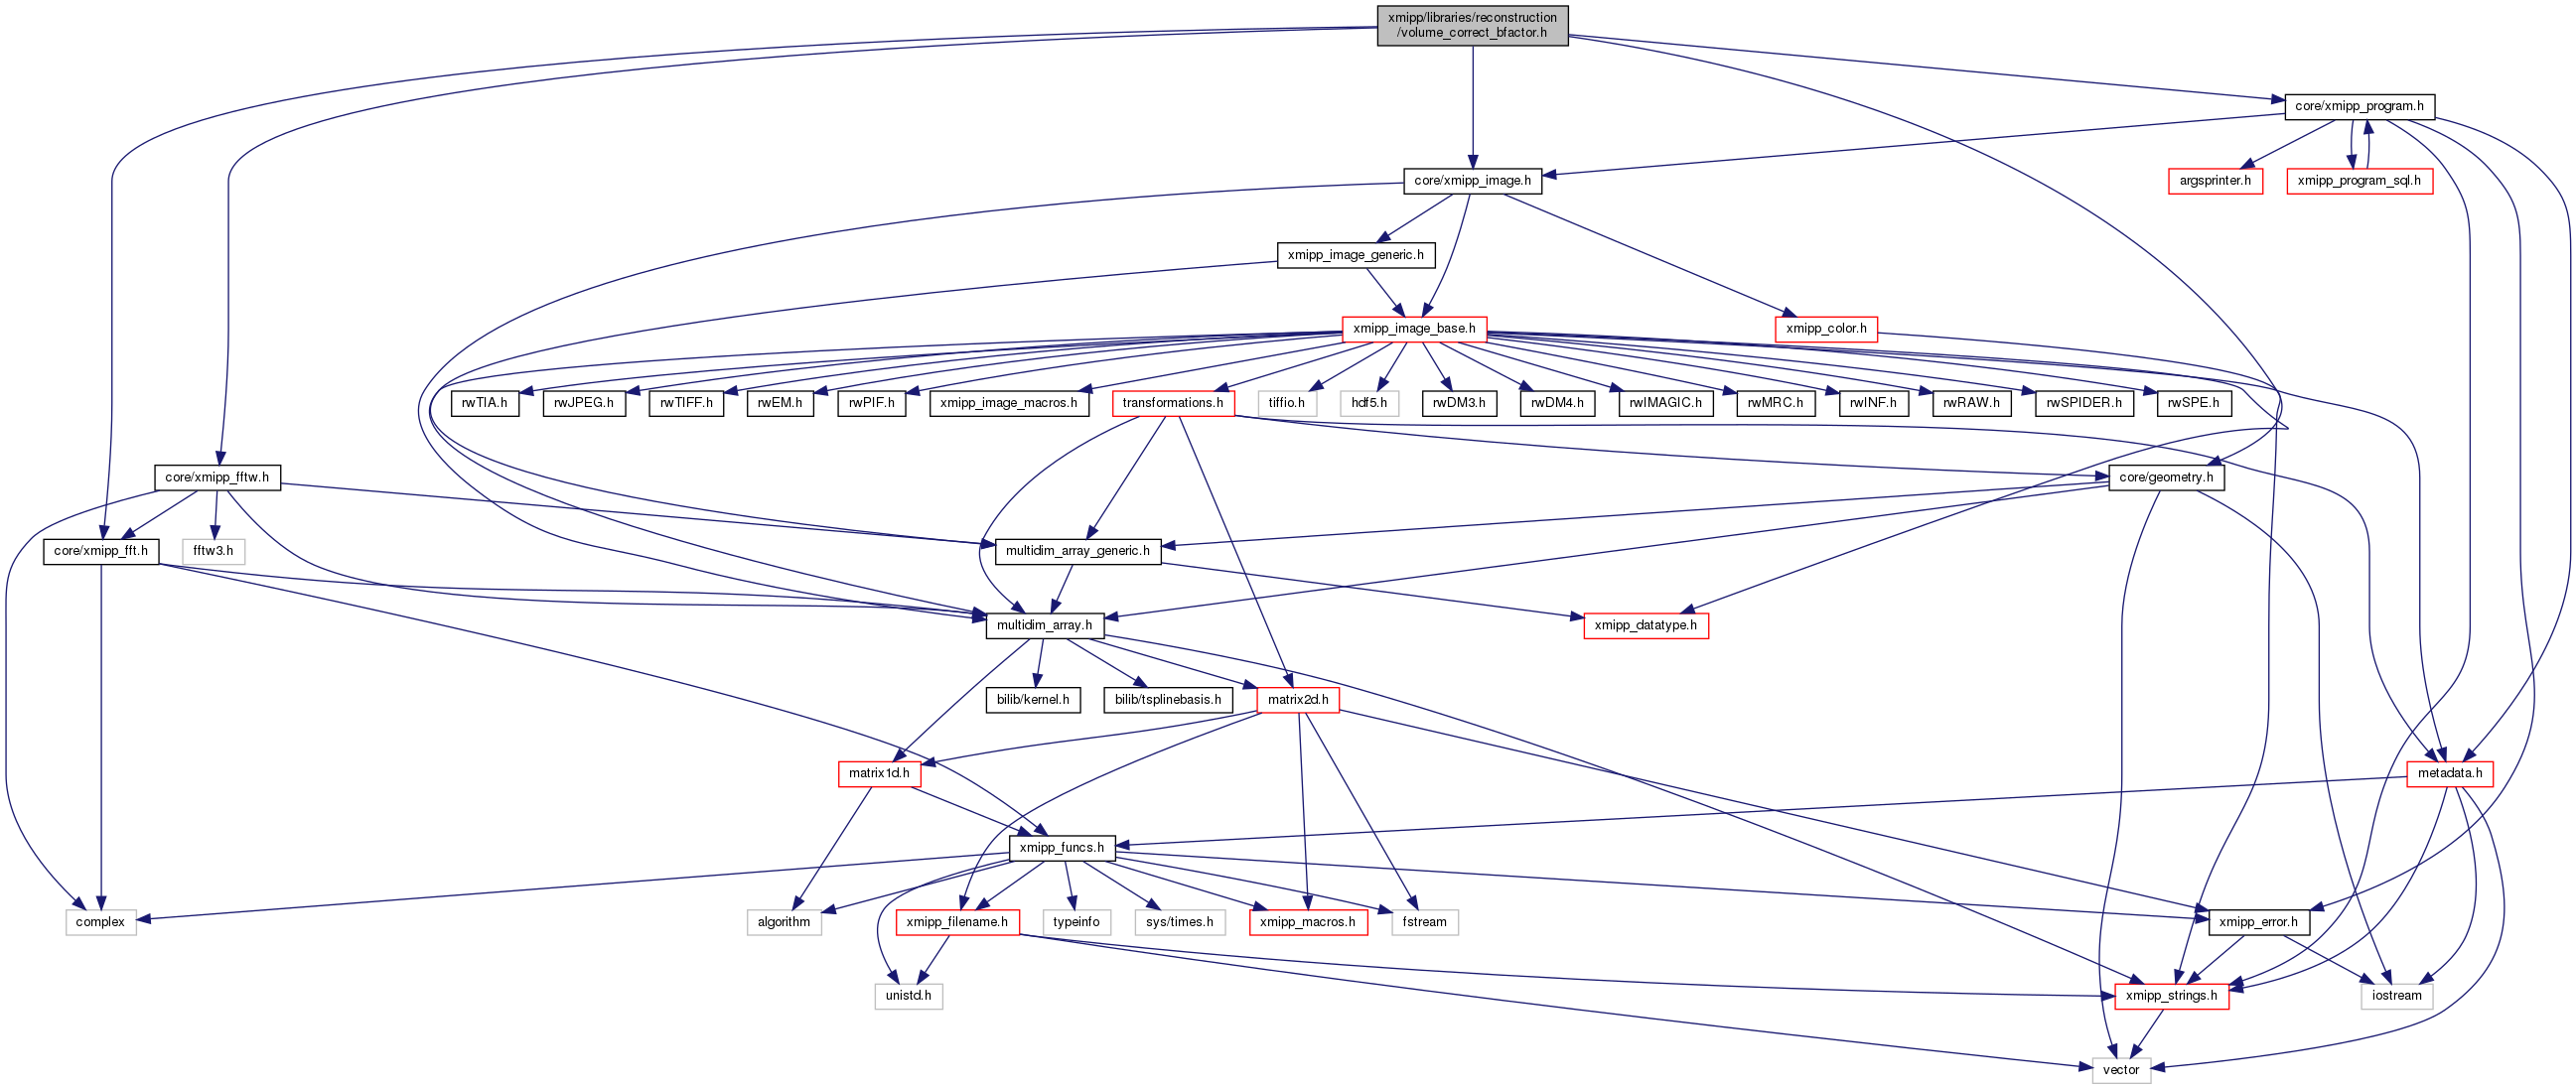 xmipp/libraries/reconstruction
/volume_correct_bfactor.h
core/xmipp_program.h
core/xmipp_image.h
argsprinter.h
xmipp_program_sql.h
xmipp_image_generic.h
xmipp_image_base.h
xmipp_color.h
rwTIA.h
rwJPEG.h
rwTIFF.h
rwEM.h
rwPIF.h
xmipp_image_macros.h
transformations.h
tiffio.h
hdf5.h
rwDM3.h
rwDM4.h
rwIMAGIC.h
rwMRC.h
rwINF.h
rwRAW.h
rwSPIDER.h
rwSPE.h
core/xmipp_fftw.h
core/geometry.h
core/xmipp_fft.h
fftw3.h
multidim_array_generic.h
multidim_array.h
xmipp_datatype.h
bilib/kernel.h
bilib/tsplinebasis.h
matrix2d.h
matrix1d.h
metadata.h
xmipp_funcs.h
complex
algorithm
xmipp_filename.h
typeinfo
sys/times.h
xmipp_macros.h
fstream
xmipp_error.h
unistd.h
xmipp_strings.h
iostream
vector